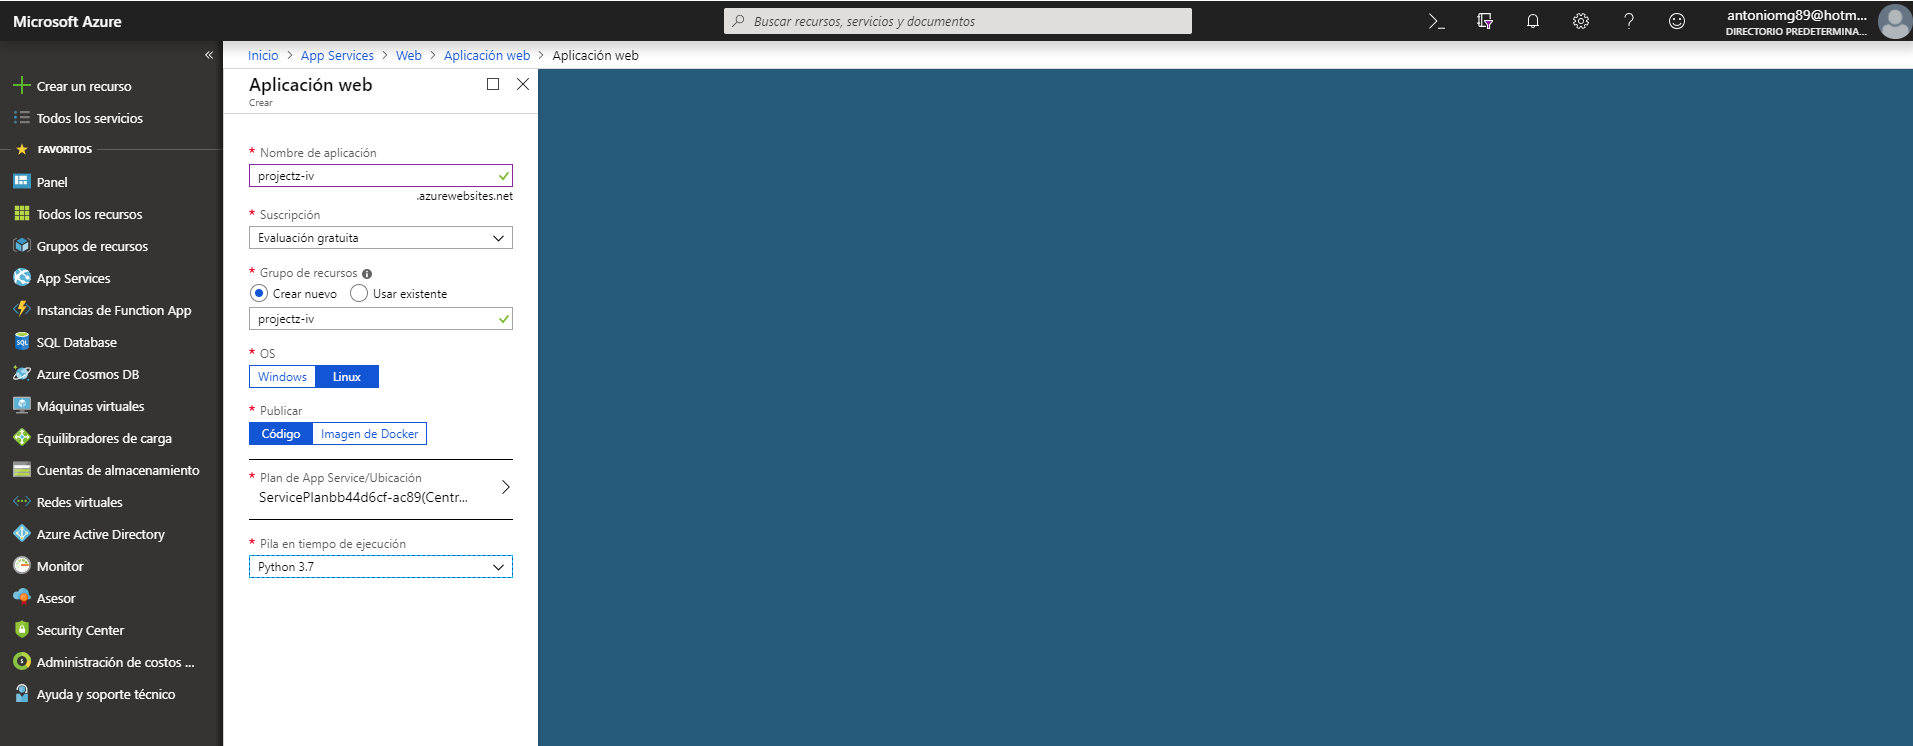 Microsoft Azure
Buscar recursos, servicios y documentos
antoniomg89@hotm...
DIRECTORIO PREDETERMINA...
Crear un recurso
Todos los servicios
FAVORITOS
Panel
Todos los recursos
Grupos de recursos
App Services
Instancias de Function App
SQL Database
Azure Cosmos DB
Máquinas virtuales
Equilibradores de carga
Cuentas de almacenamiento
Redes virtuales
Azure Active Directory
Monitor
Asesor
Security Center
Administración de costos ...
Ayuda y soporte técnico
Inicio > App Services > Web > Aplicación web > Aplicación web
Aplicación web
Crear
* Nombre de aplicación
projectz-iv
.azurewebsites.net
* Suscripción
Evaluación gratuita
* Grupo de recursos
Crear nuevo Usar existente
projectz-iv
* OS
Windows Linux
* Publicar
Código Imagen de Docker
* Plan de App Service/Ubicación
ServicePlanbb44d6cf-ac89(Centr...
* Pila en tiempo de ejecución
Python 3.7